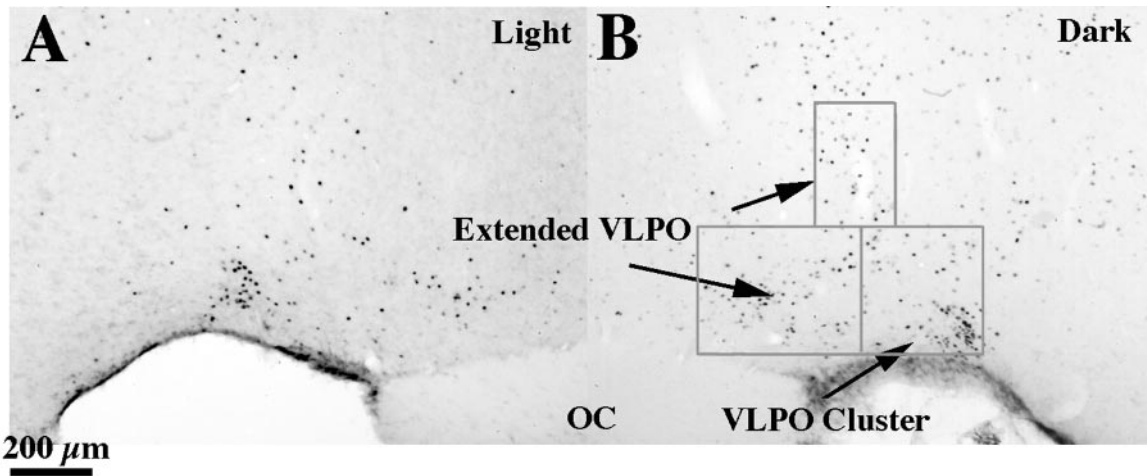 A
Light
B
Dark
Extended VLPO
OC
VLPO Cluster
200 µm